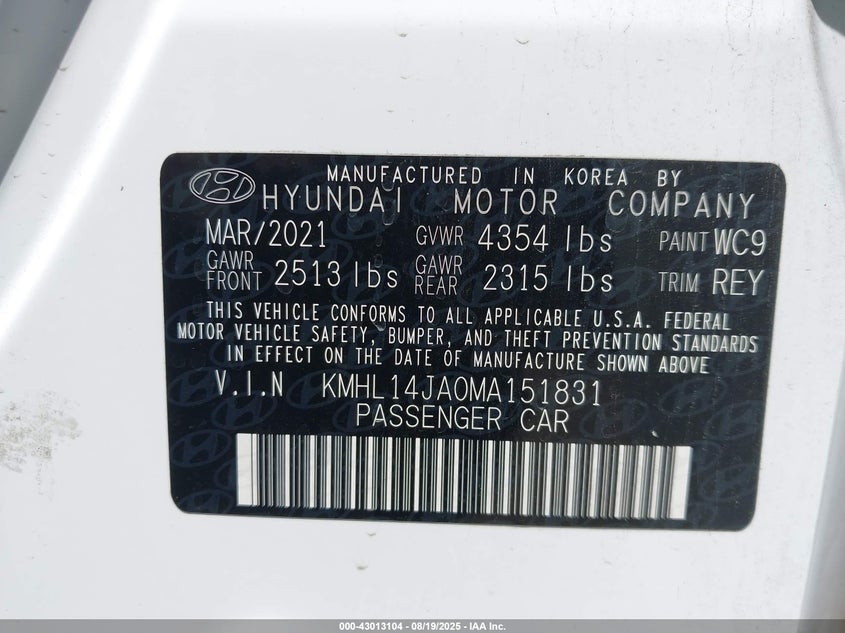 MANUFACTURED IN KOREA BY
HYUNDAI MOTOR COMPANY
MAR/2021 GVWR 4354 lbs PAINT WC9
GAWR FRONT 2513 lbs GAWR REAR 2315 lbs TRIM REY
THIS VEHICLE CONFORMS TO ALL APPLICABLE U.S.A. FEDERAL
MOTOR VEHICLE SAFETY, BUMPER, AND THEFT PREVENTION STANDARDS
IN EFFECT ON THE DATE OF MANUFACTURE SHOWN ABOVE
V.I.N KMHL14JA0MA151831
PASSENGER CAR
000-43013104 - 08/19/2025 - IAA Inc.